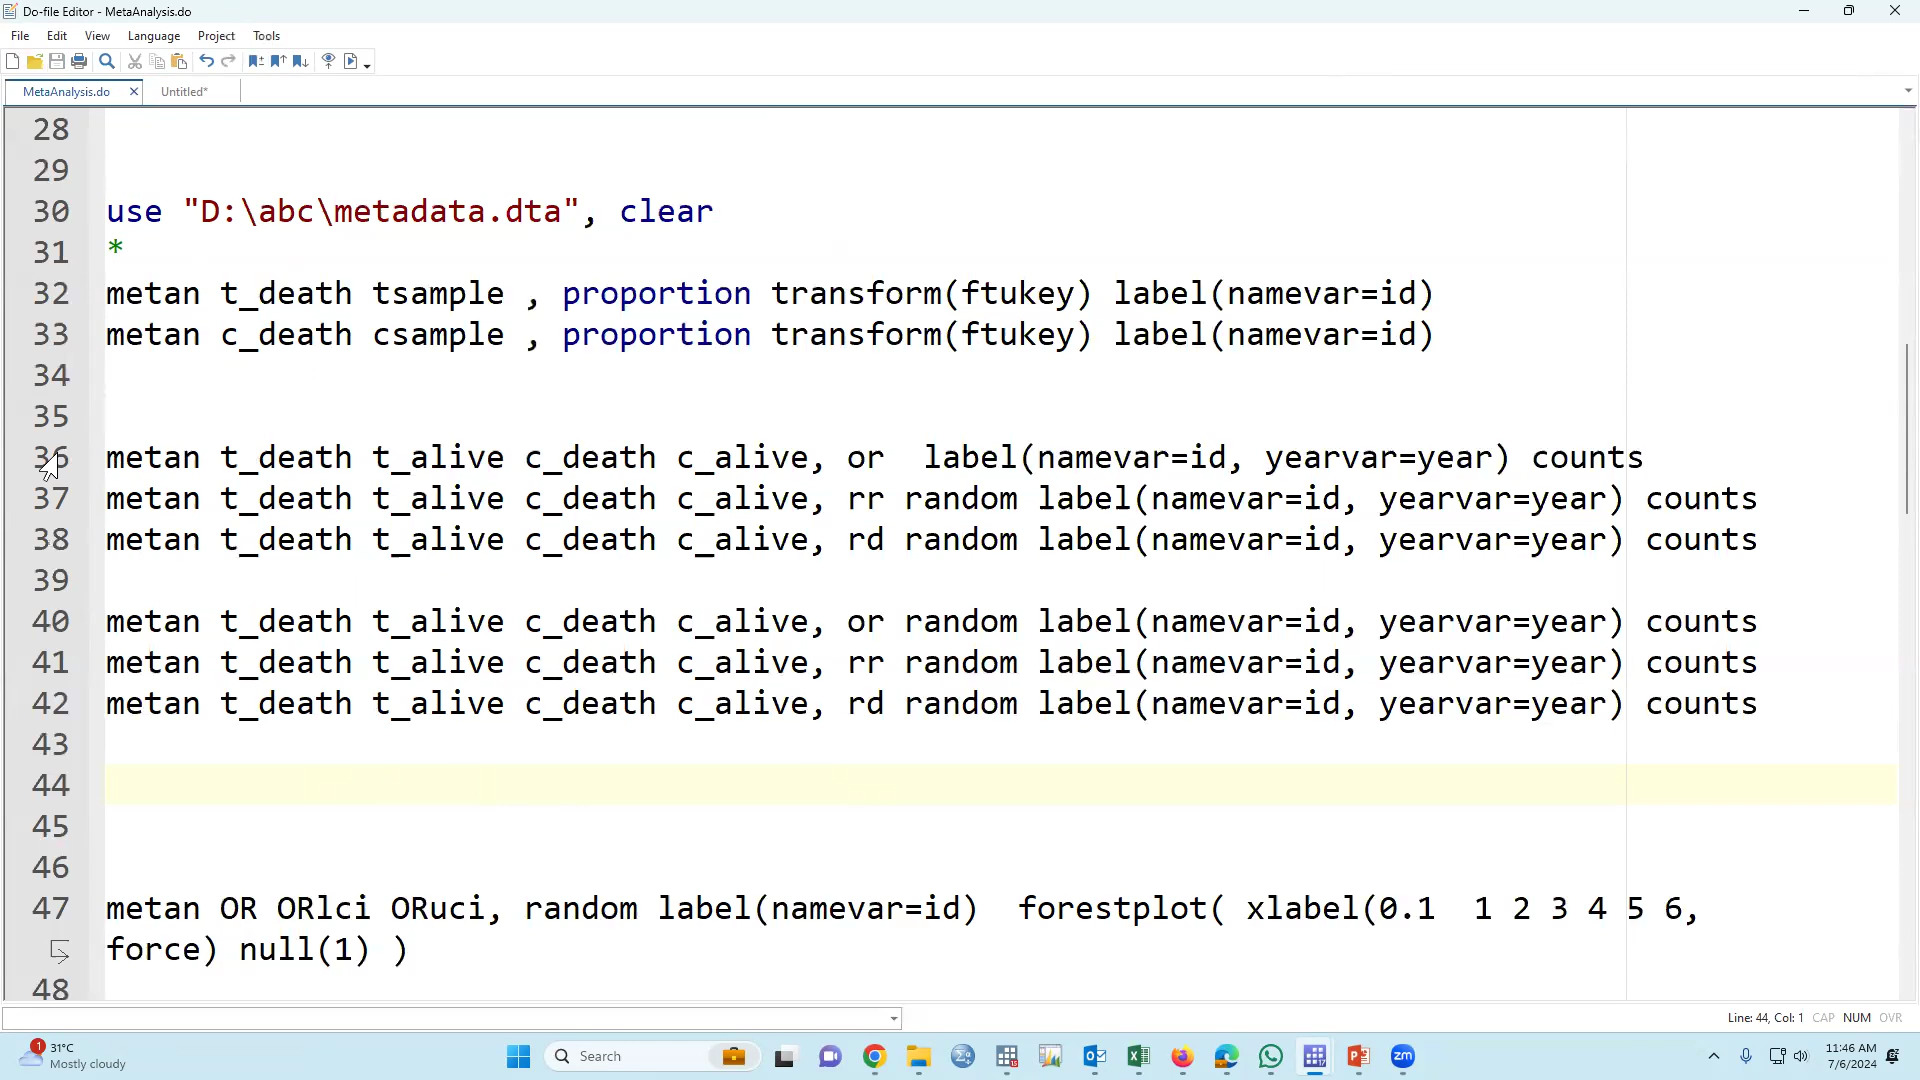 Do-file Editor - MetaAnalysis.do
File Edit View Language Project Tools
MetaAnalysis.do × Untitled*
28
29
30 use "D:\abc\metadata.dta", clear
31 *
32 metan t_death tsample , proportion transform(ftukey) label(namevar=id)
33 metan c_death csample , proportion transform(ftukey) label(namevar=id)
34
35
36 metan t_death t_alive c_death c_alive, or  label(namevar=id, yearvar=year) counts
37 metan t_death t_alive c_death c_alive, rr random label(namevar=id, yearvar=year) counts
38 metan t_death t_alive c_death c_alive, rd random label(namevar=id, yearvar=year) counts
39
40 metan t_death t_alive c_death c_alive, or random label(namevar=id, yearvar=year) counts
41 metan t_death t_alive c_death c_alive, rr random label(namevar=id, yearvar=year) counts
42 metan t_death t_alive c_death c_alive, rd random label(namevar=id, yearvar=year) counts
43
44
45
46
47 metan OR ORlci ORuci, random label(namevar=id)  forestplot( xlabel(0.1  1 2 3 4 5 6,
force) null(1) )
48
Line: 44, Col: 1 CAP NUM OVR
1 31°C
Mostly cloudy
Search
zm
11:46 AM
7/6/2024